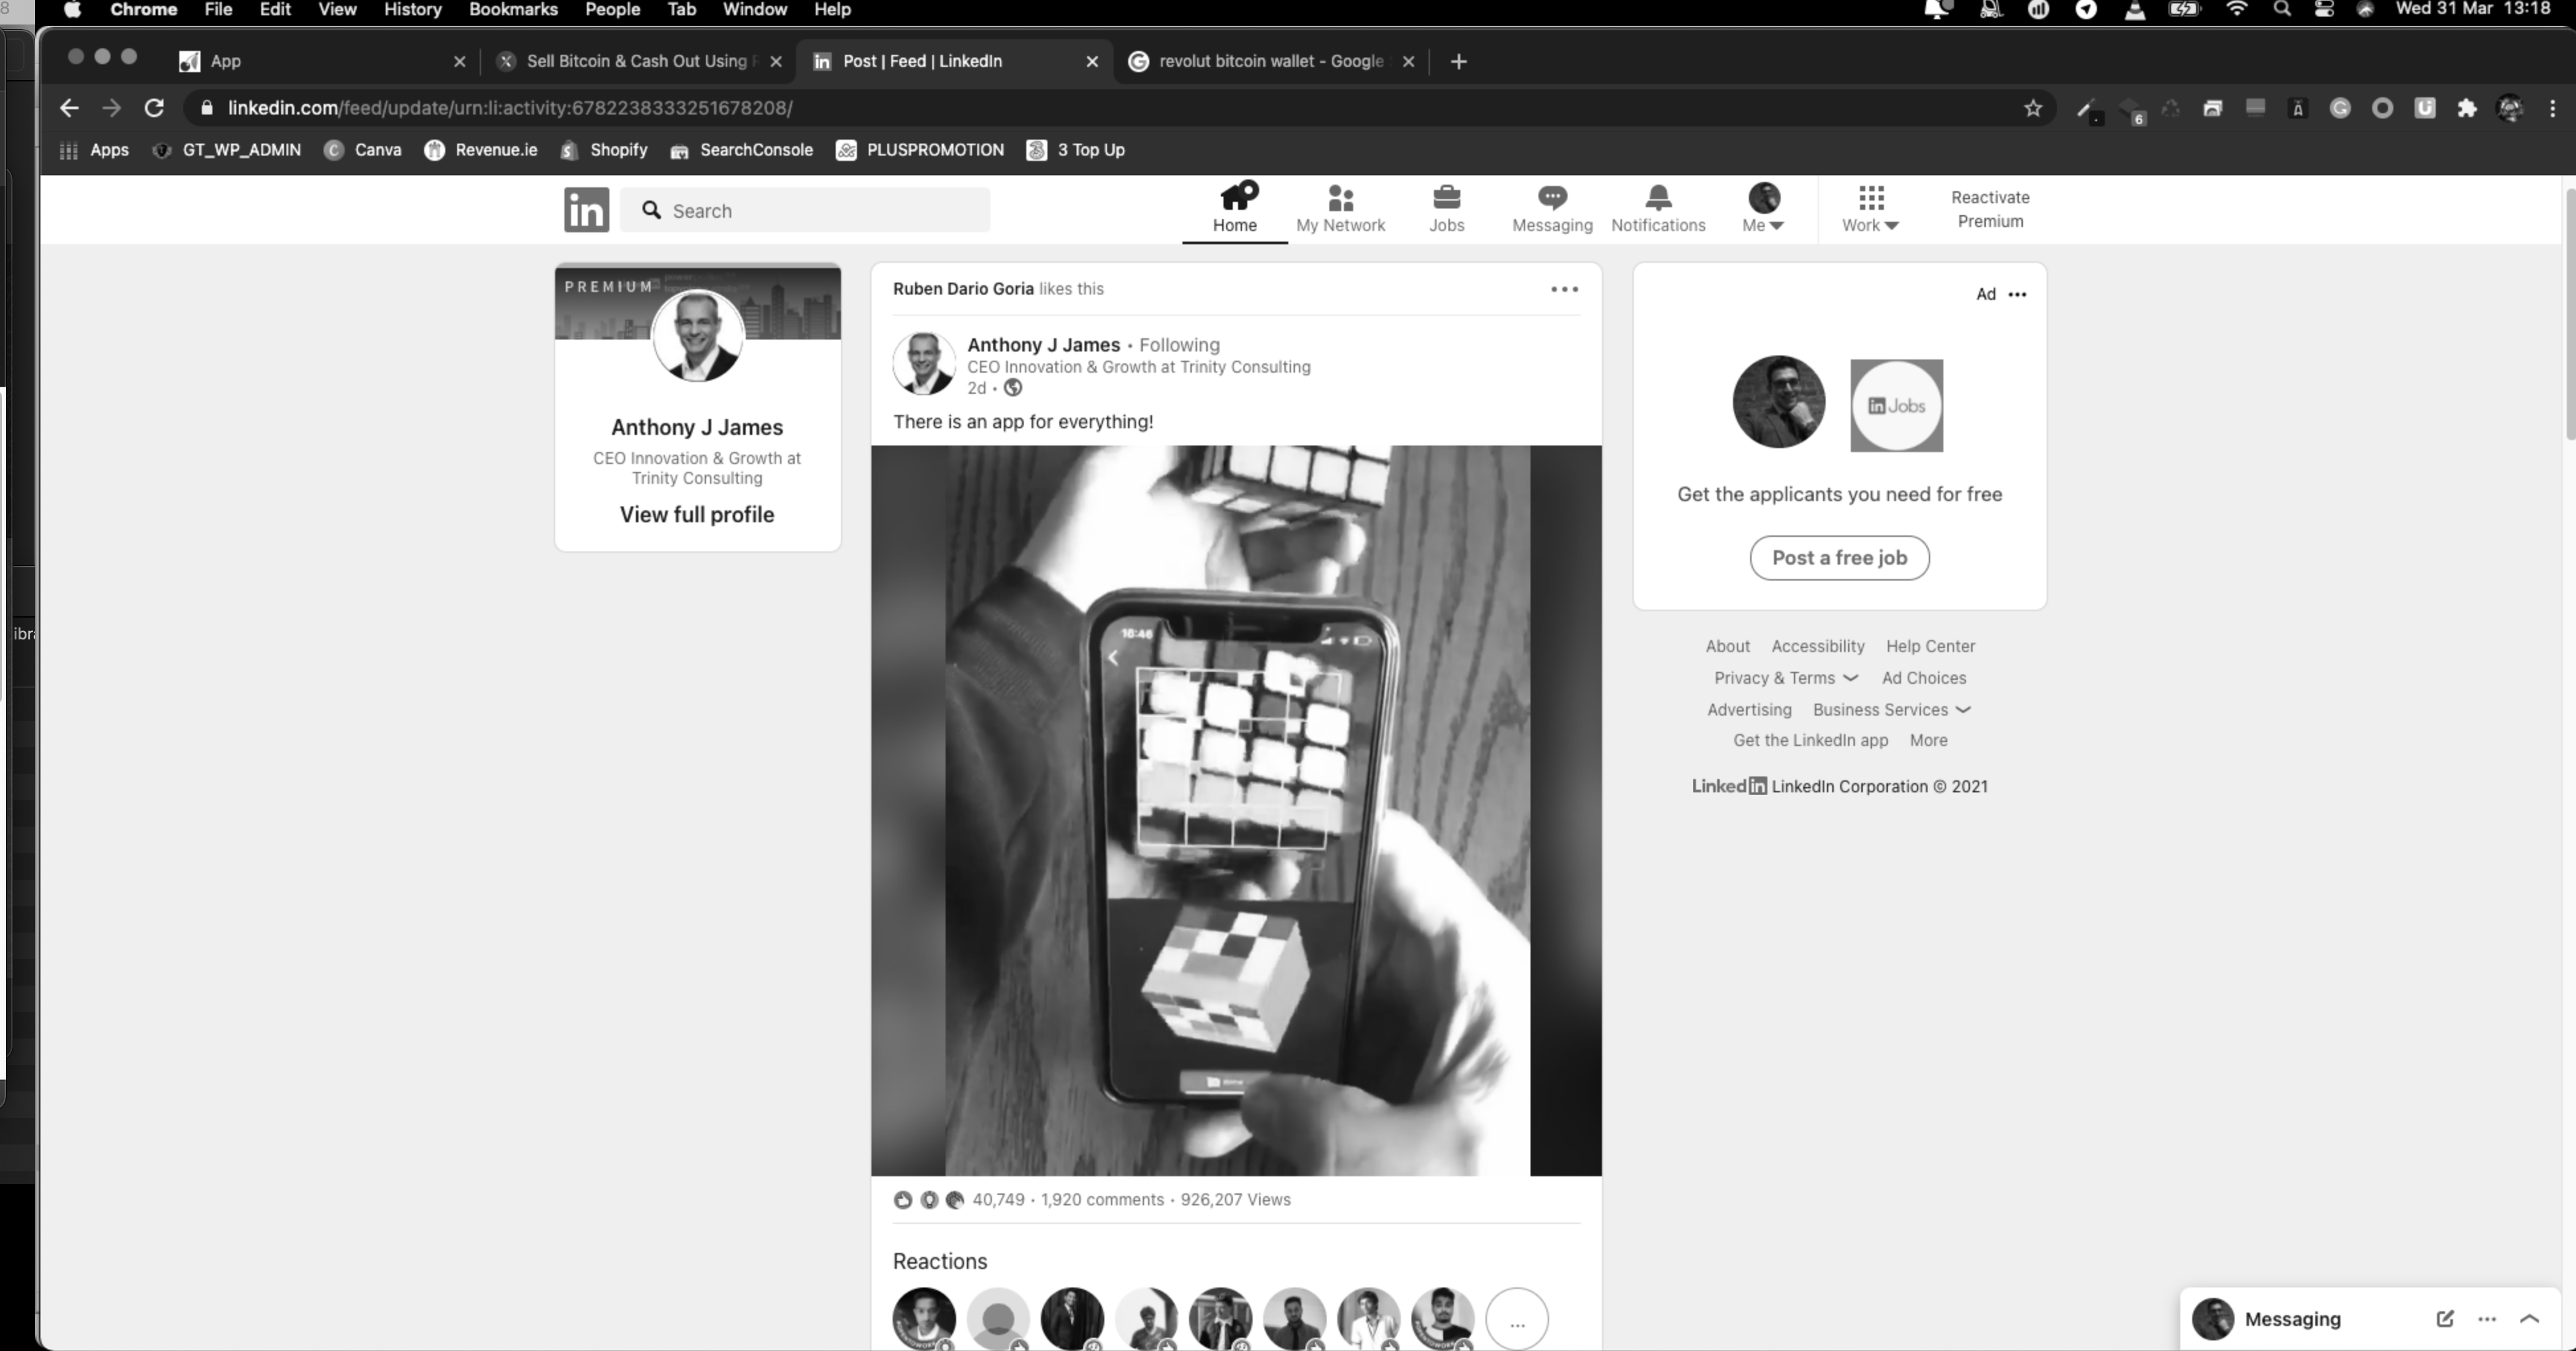 8
Chrome File Edit View History Bookmarks People Tab Window Help
Wed 31 Mar 13:18
App
Sell Bitcoin & Cash Out Using
Post | Feed | LinkedIn
revolut bitcoin wallet - Google
linkedin.com/feed/update/urn:li:activity:6782238333251678208/
6
Apps GT_WP_ADMIN Canva Revenue.ie Shopify SearchConsole PLUSPROMOTION 3 Top Up
in
Search
Home
My Network
Jobs
Messaging
Notifications
Me
Work
Reactivate
Premium
PREMIUM
Anthony J James
CEO Innovation & Growth at
Trinity Consulting
View full profile
Ruben Dario Goria likes this
Anthony J James • Following
CEO Innovation & Growth at Trinity Consulting
2d •
There is an app for everything!
16:46
40,749 • 1,920 comments • 926,207 Views
Reactions
...
Ad
in Jobs
Get the applicants you need for free
Post a free job
About Accessibility Help Center
Privacy & Terms Ad Choices
Advertising Business Services
Get the LinkedIn app More
Linkedin LinkedIn Corporation © 2021
Messaging
ibra